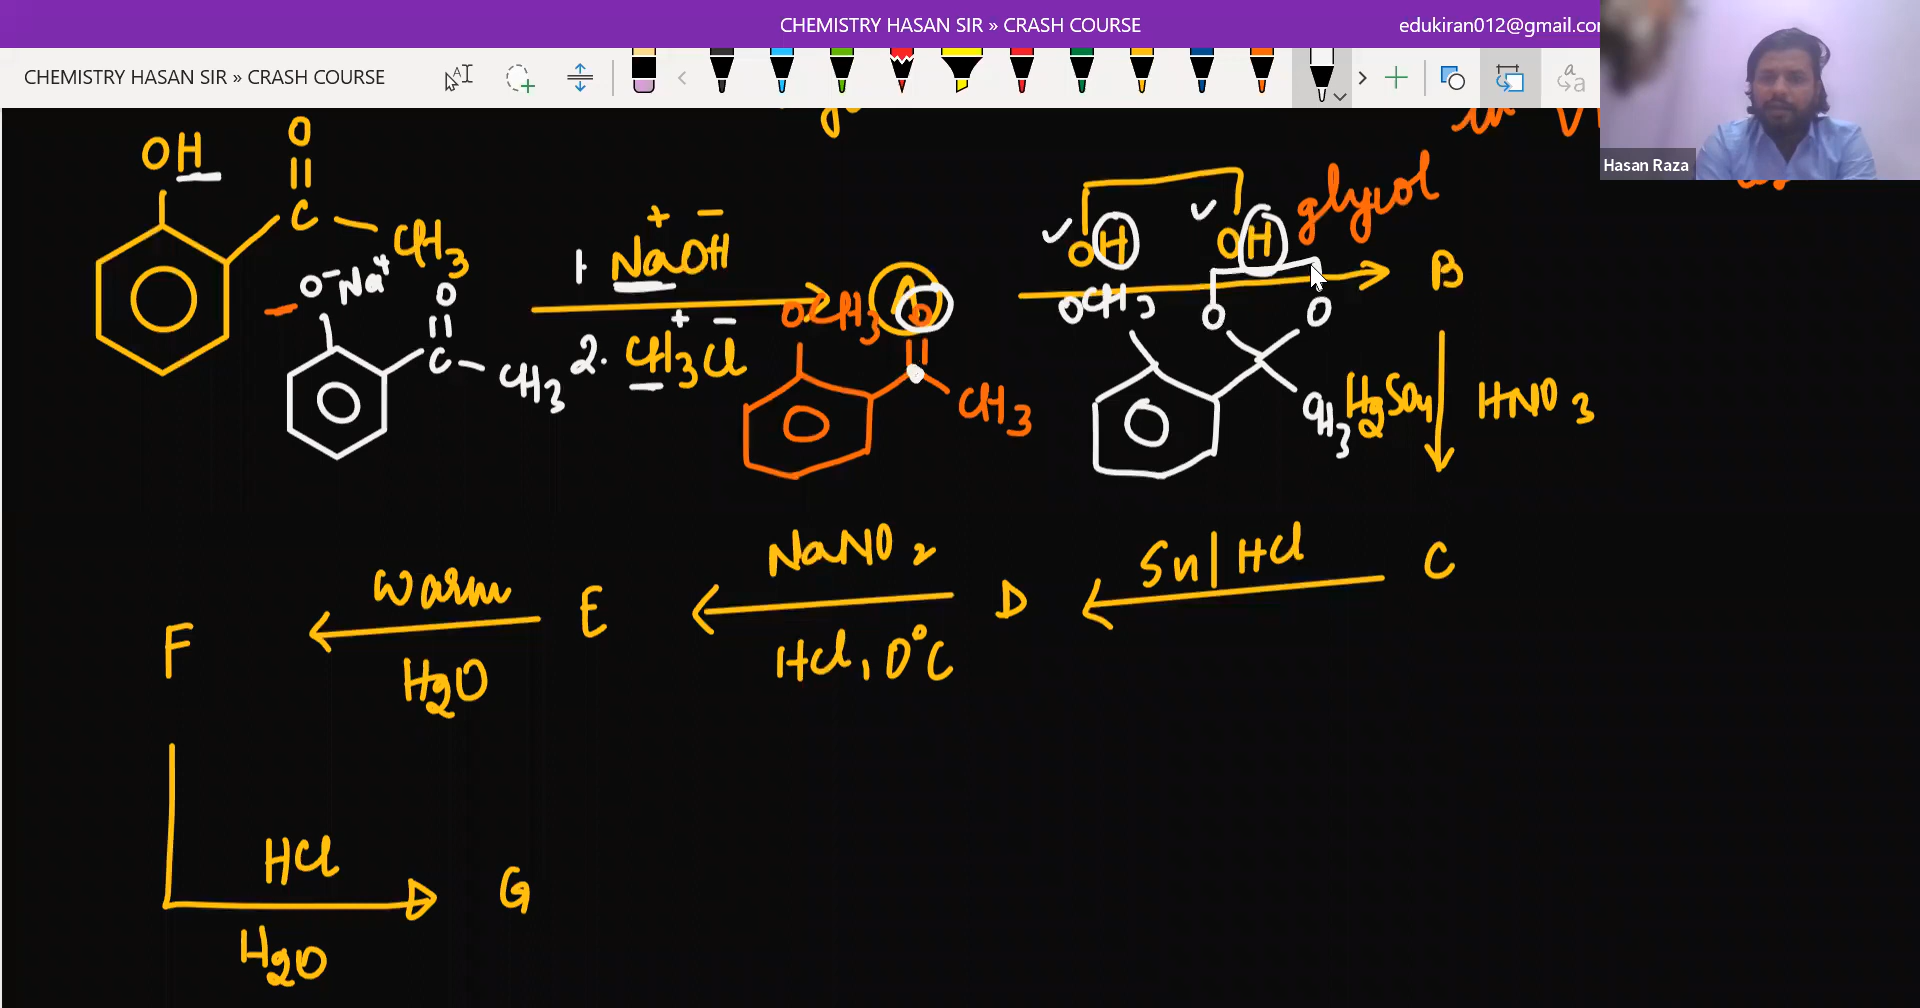 CHEMISTRY HASAN SIR » CRASH COURSE
edukiran012@gmail.co
CHEMISTRY HASAN SIR » CRASH COURSE
Hasan Raza
OH
O
C
CH3
O⁻Na⁺
O
C
CH3
+ −
1 NaOH
+ −
2. CH3Cl
A
OCH3
O
CH3
OH
OH
glycol
B
OCH3
O
O
CH3
H2SO4
HNO3
C
Sn|HCl
D
NaNO2
HCl, 0°C
E
Warm
H2O
F
HCl
H2O
G